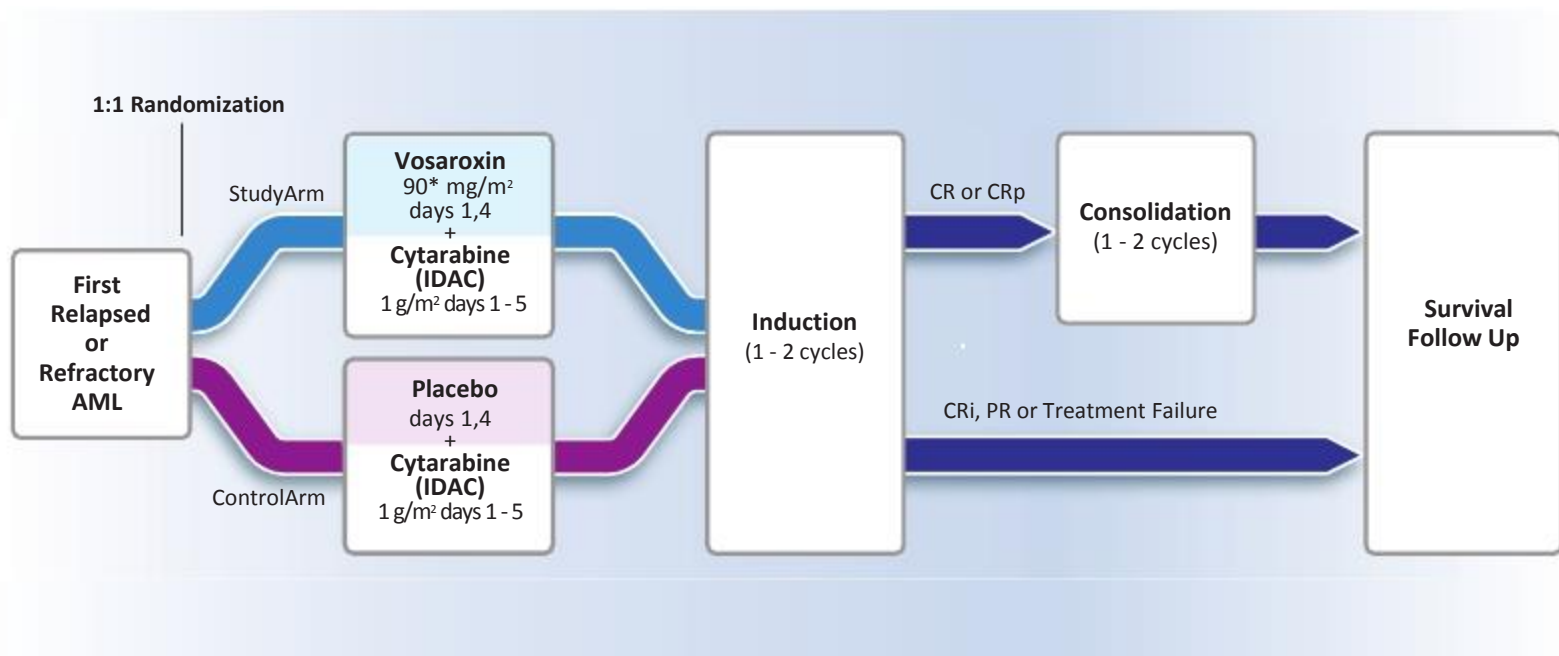 1:1 Randomization
StudyArm
ControlArm
First
Relapsed
or
Refractory
AML
Vosaroxin
90* mg/m²
days 1,4
+
Cytarabine
(IDAC)
1 g/m² days 1 - 5
Placebo
days 1,4
+
Cytarabine
(IDAC)
1 g/m² days 1 - 5
Induction
(1 - 2 cycles)
CR or CRp
Consolidation
(1 - 2 cycles)
CRi, PR or Treatment Failure
Survival
Follow Up